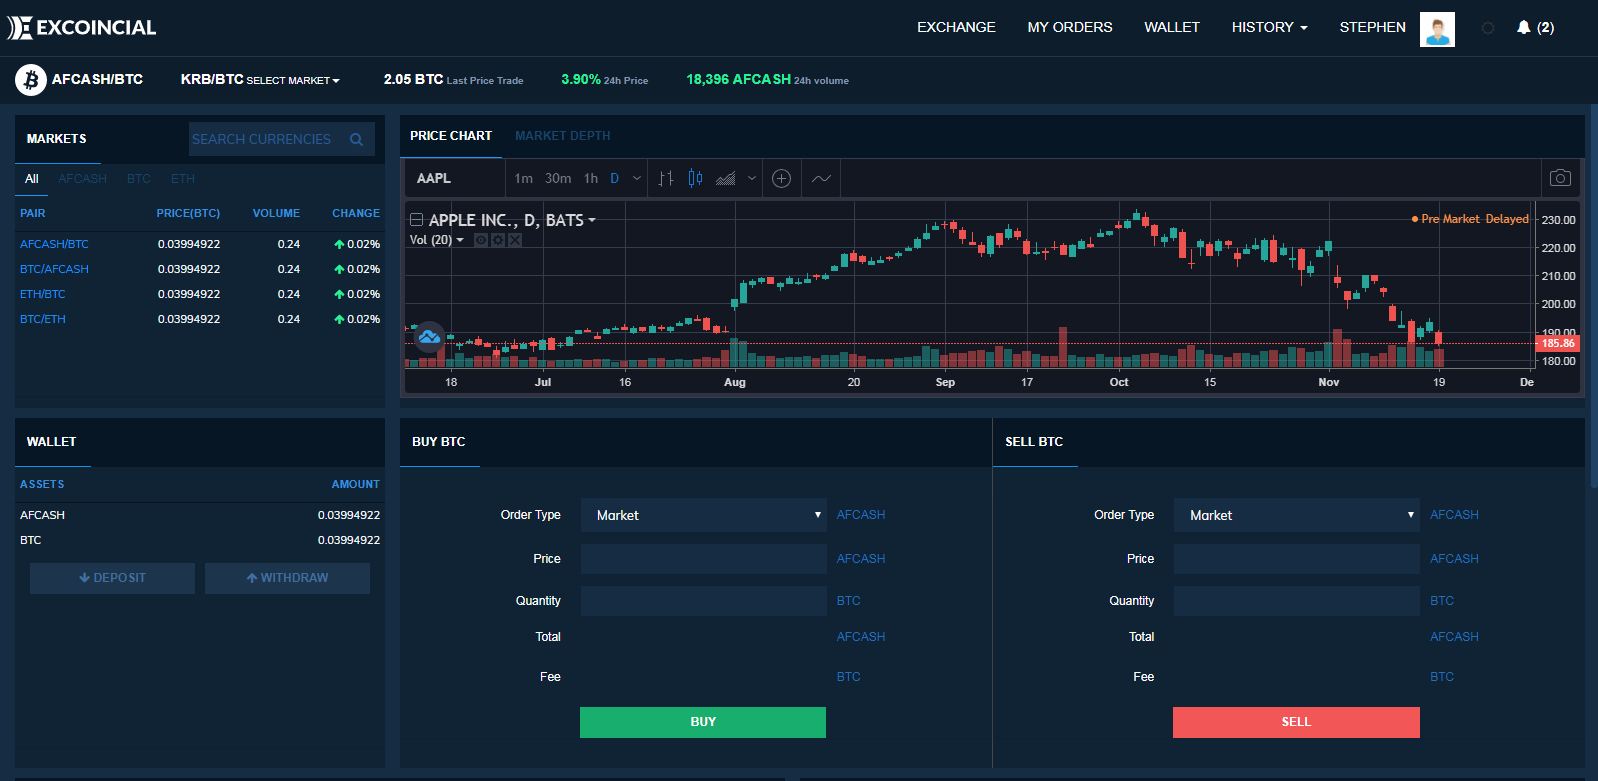 EXCOINCIAL
EXCHANGE MY ORDERS WALLET HISTORY STEPHEN (2)
AFCASH/BTC KRB/BTC SELECT MARKET 2.05 BTC Last Price Trade 3.90% 24h Price 18,396 AFCASH 24h volume
MARKETS SEARCH CURRENCIES
All AFCASH BTC ETH
PAIR PRICE(BTC) VOLUME CHANGE
AFCASH/BTC 0.03994922 0.24 0.02%
BTC/AFCASH 0.03994922 0.24 0.02%
ETH/BTC 0.03994922 0.24 0.02%
BTC/ETH 0.03994922 0.24 0.02%
PRICE CHART MARKET DEPTH
AAPL 1m 30m 1h D
APPLE INC., D, BATS
Vol (20)
Pre Market Delayed
230.00
220.00
210.00
200.00
190.00
185.86
180.00
18 Jul 16 Aug 20 Sep 17 Oct 15 Nov 19 De
WALLET
ASSETS AMOUNT
AFCASH 0.03994922
BTC 0.03994922
DEPOSIT WITHDRAW
BUY BTC
Order Type Market AFCASH
Price AFCASH
Quantity BTC
Total AFCASH
Fee BTC
BUY
SELL BTC
Order Type Market AFCASH
Price AFCASH
Quantity BTC
Total AFCASH
Fee BTC
SELL